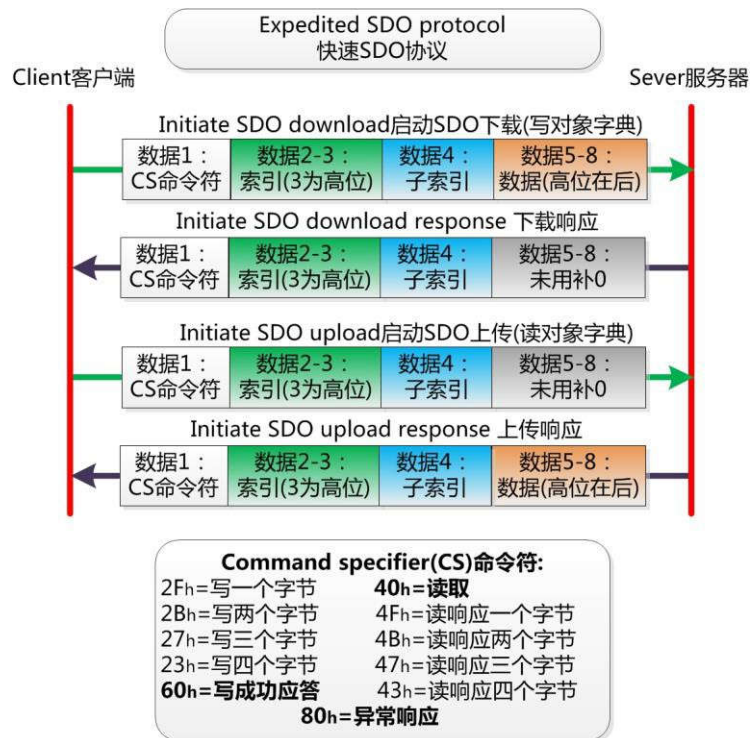 Expedited SDO protocol
快速SDO协议
Client客户端
Sever服务器
Initiate SDO download启动SDO下载(写对象字典)
数据1： 数据2-3： 数据4： 数据5-8：
CS命令符 索引(3为高位) 子索引 数据(高位在后)
Initiate SDO download response 下载响应
数据1： 数据2-3： 数据4： 数据5-8：
CS命令符 索引(3为高位) 子索引 未用补0
Initiate SDO upload启动SDO上传(读对象字典)
数据1： 数据2-3： 数据4： 数据5-8：
CS命令符 索引(3为高位) 子索引 未用补0
Initiate SDO upload response 上传响应
数据1： 数据2-3： 数据4： 数据5-8：
CS命令符 索引(3为高位) 子索引 数据(高位在后)
Command specifier(CS)命令符:
2Fh=写一个字节 40h=读取
2Bh=写两个字节 4Fh=读响应一个字节
27h=写三个字节 4Bh=读响应两个字节
23h=写四个字节 47h=读响应三个字节
60h=写成功应答 43h=读响应四个字节
80h=异常响应